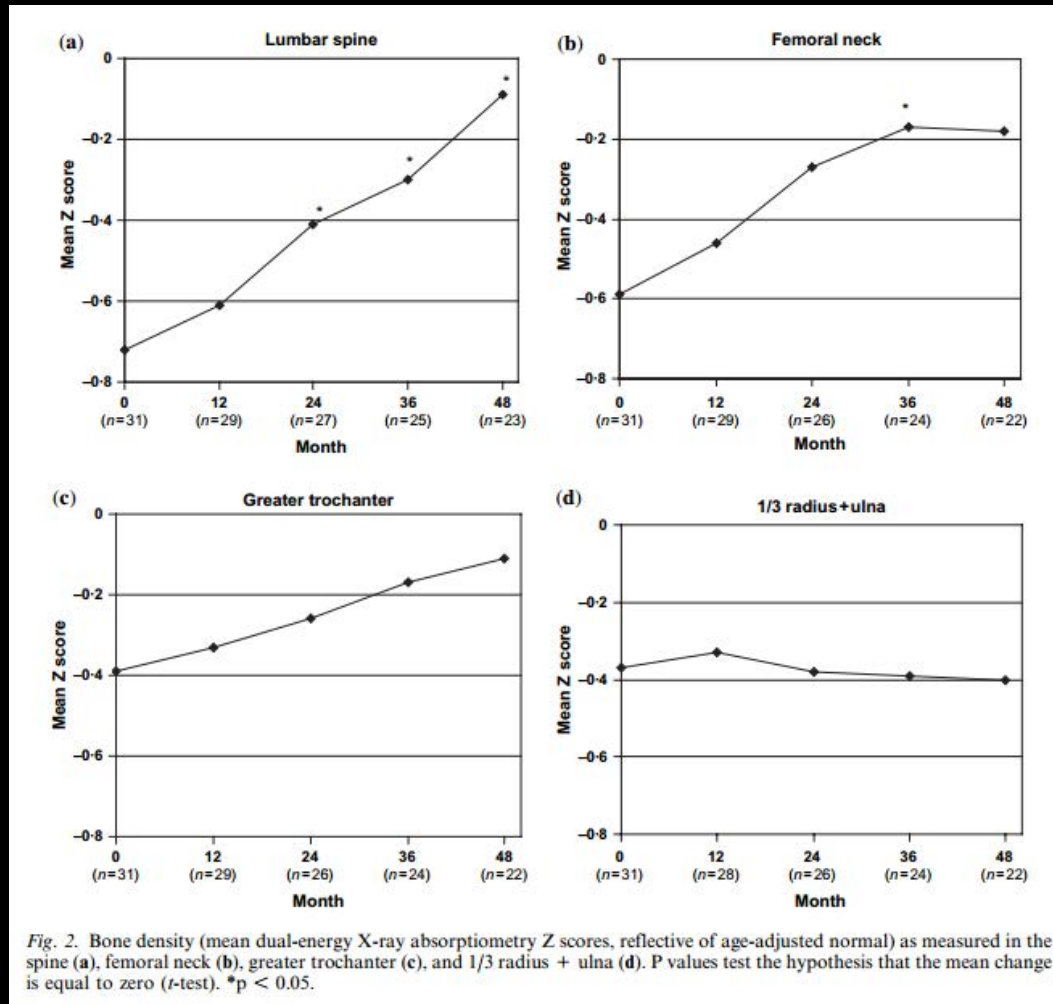 (a)
Lumbar spine
0
–0·2
–0·4
–0·6
–0·8
Mean Z score
*
*
*
0
12
24
36
48
(n=31)
(n=29)
(n=27)
(n=25)
(n=23)
Month
(b)
Femoral neck
0
–0·2
–0·4
–0·6
–0·8
Mean Z score
*
0
12
24
36
48
(n=31)
(n=29)
(n=26)
(n=24)
(n=22)
Month
(c)
Greater trochanter
0
–0·2
–0·4
–0·6
–0·8
Mean Z score
0
12
24
36
48
(n=31)
(n=29)
(n=26)
(n=24)
(n=22)
Month
(d)
1/3 radius+ulna
0
–0·2
–0·4
–0·6
–0·8
Mean Z score
0
12
24
36
48
(n=31)
(n=28)
(n=26)
(n=24)
(n=22)
Month
Fig. 2. Bone density (mean dual-energy X-ray absorptiometry Z scores, reflective of age-adjusted normal) as measured in the
spine (a), femoral neck (b), greater trochanter (c), and 1/3 radius + ulna (d). P values test the hypothesis that the mean change
is equal to zero (t-test). *p < 0.05.